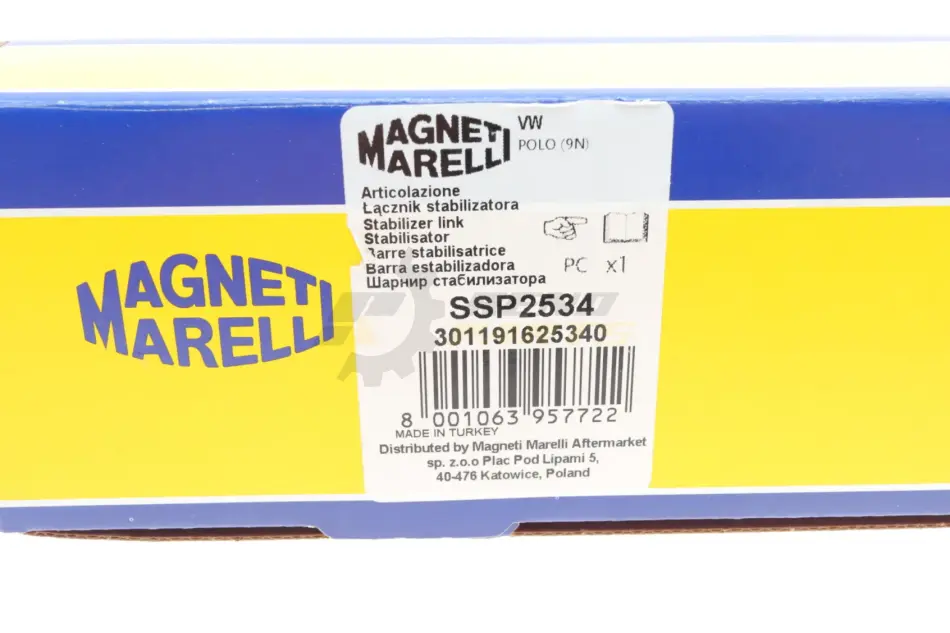 MAGNETI
MARELLI
MAGNETI
MARELLI
VW
POLO (9N)
Articolazione
Łącznik stabilizatora
Stabilizer link
Stabilisator
Barre stabilisatrice
Barra estabilizadora
Шарнир стабилизатора
PC x1
SSP2534
301191625340
8 001063 957722
MADE IN TURKEY
Distributed by Magneti Marelli Aftermarket
sp. z.o.o Plac Pod Lipami 5,
40-476 Katowice, Poland